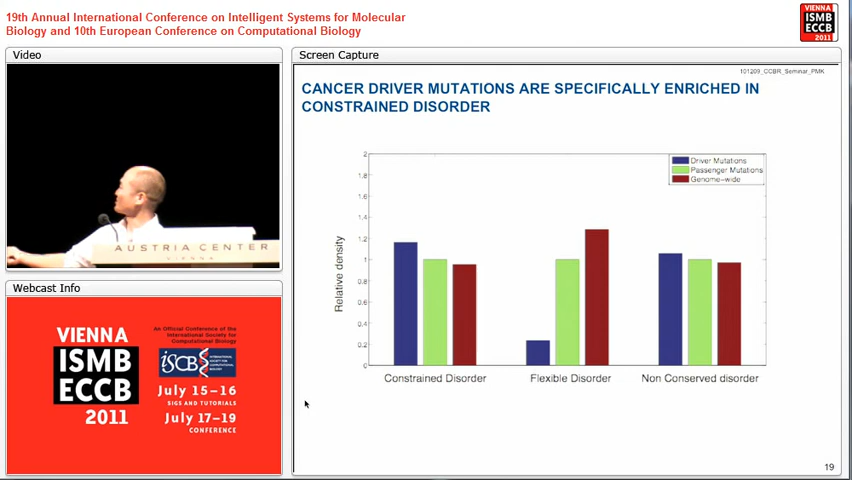 19th Annual International Conference on Intelligent Systems for Molecular
Biology and 10th European Conference on Computational Biology
VIENNA
ISMB
ECCB
2011
Video
AUSTRIA CENTER
VIENNA
Webcast Info
VIENNA
ISMB
ECCB
2011
An Official Conference of the
International Society for
Computational Biology
ISCB
INTERNATIONAL
SOCIETY FOR
COMPUTATIONAL
BIOLOGY
July 15–16
SIGS AND TUTORIALS
July 17–19
CONFERENCE
Screen Capture
101209_CCBR_Seminar_PMK
CANCER DRIVER MUTATIONS ARE SPECIFICALLY ENRICHED IN
CONSTRAINED DISORDER
Driver Mutations
Passenger Mutations
Genome-wide
Relative density
2
1.8
1.6
1.4
1.2
1
0.8
0.6
0.4
0.2
0
Constrained Disorder
Flexible Disorder
Non Conserved disorder
19